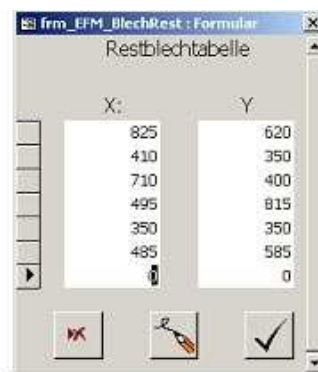 frm_EFM_BlechRest : Formular
Restblechtabelle
X: Y
825 620
410 350
710 400
495 815
350 350
485 585
0 0